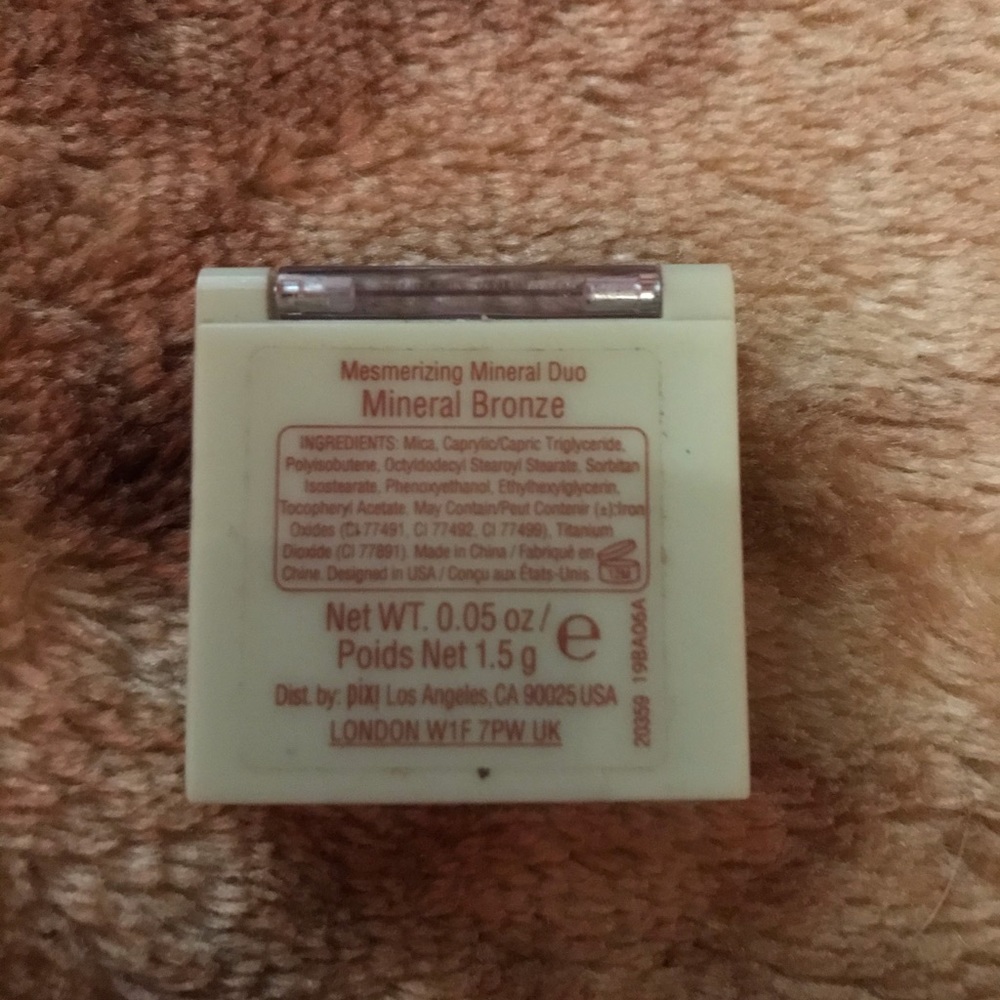 Mesmerizing Mineral Duo
Mineral Bronze
INGREDIENTS: Mica, Caprylic/Capric Triglyceride,
Polyisobutene, Octyldodecyl Stearoyl Stearate, Sorbitan
Isostearate, Phenoxyethanol, Ethylhexylglycerin,
Tocopheryl Acetate. May Contain/Peut Contenir (±):Iron
Oxides (CI 77491, CI 77492, CI 77499), Titanium
Dioxide (CI 77891). Made in China / Fabriqué en
Chine. Designed in USA / Conçu aux États-Unis.
Net WT. 0.05 oz /
Poids Net 1.5 g
e
Dist. by: pixi Los Angeles, CA 90025 USA
LONDON W1F 7PW UK
20359 19BA06A